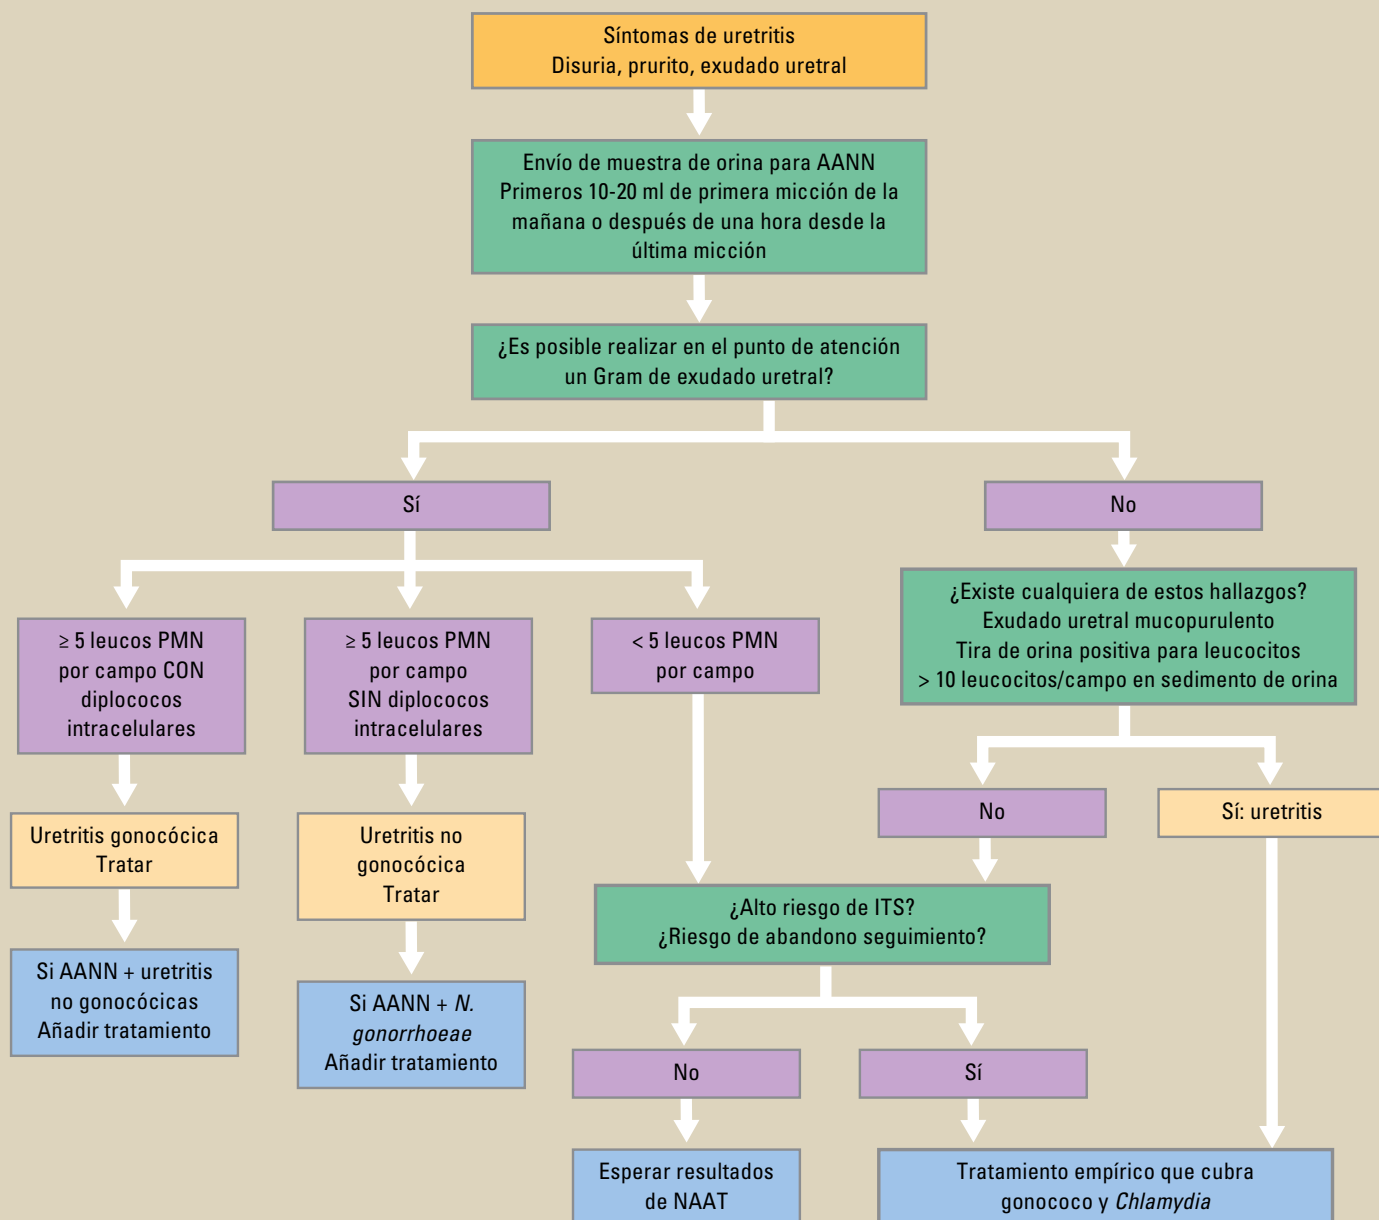 Síntomas de uretritis
Disuria, prurito, exudado uretral
Envío de muestra de orina para AANN
Primeros 10-20 ml de primera micción de la
mañana o después de una hora desde la
última micción
¿Es posible realizar en el punto de atención
un Gram de exudado uretral?
Sí
No
≥ 5 leucos PMN
por campo CON
diplococos
intracelulares
≥ 5 leucos PMN
por campo
SIN diplococos
intracelulares
< 5 leucos PMN
por campo
¿Existe cualquiera de estos hallazgos?
Exudado uretral mucopurulento
Tira de orina positiva para leucocitos
> 10 leucocitos/campo en sedimento de orina
No
Sí: uretritis
Uretritis gonocócica
Tratar
Uretritis no
gonocócica
Tratar
¿Alto riesgo de ITS?
¿Riesgo de abandono seguimiento?
Si AANN + uretritis
no gonocócicas
Añadir tratamiento
Si AANN + N.
gonorrhoeae
Añadir tratamiento
No
Sí
Esperar resultados
de NAAT
Tratamiento empírico que cubra
gonococo y Chlamydia